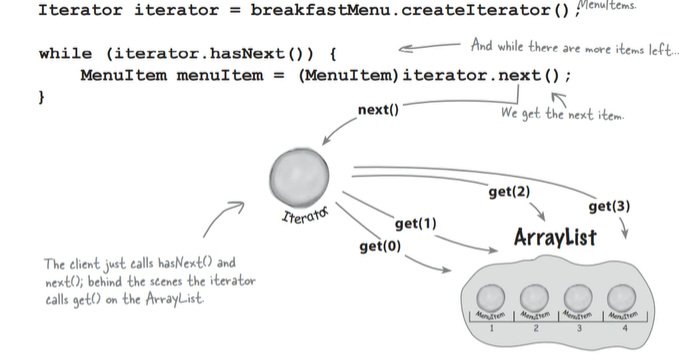 MenuItems.
Iterator iterator = breakfastMenu.createIterator();
while (iterator.hasNext()) {
And while there are more items left...
MenuItem menuItem = (MenuItem)iterator.next();
}
next()
We get the next item.
Iterator
get(2)
get(3)
get(1)
get(0)
ArrayList
The client just calls hasNext() and
next(); behind the scenes the iterator
calls get() on the ArrayList.
MenuItem MenuItem MenuItem MenuItem
1 2 3 4